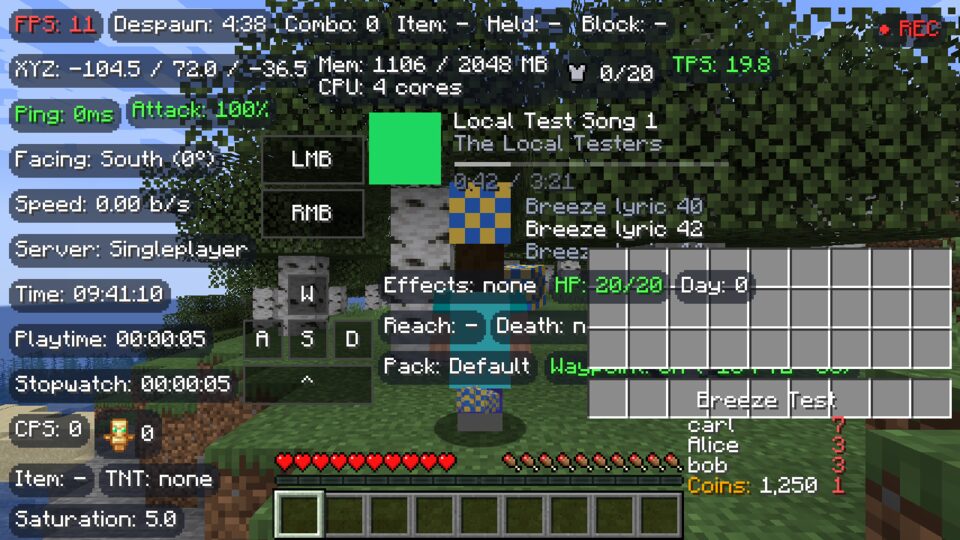 FPS: 11 Despawn: 4:38 Combo: 0 Item: - Held: - Block: -
REC
XYZ: -104.5 / 72.0 / -36.5
Mem: 1106 / 2048 MB
CPU: 4 cores
0/20
TPS: 19.8
Ping: 0ms Attack: 100%
Local Test Song 1
The Local Testers
0:42 / 3:21
Facing: South (0°)
LMB
Speed: 0.00 b/s
RMB
Breeze lyric 40
Breeze lyric 42
Breeze
Server: Singleplayer
Time: 09:41:10
W
Effects: none HP: 20/20 Day: 0
Playtime: 00:00:05
A S D
Reach: - Death:
Pack: Default
Stopwatch: 00:00:05
^
Breeze Test
CPS: 0
0
carl 7
Alice 3
bob 3
Coins: 1,250 1
Item: - TNT: none
Saturation: 5.0